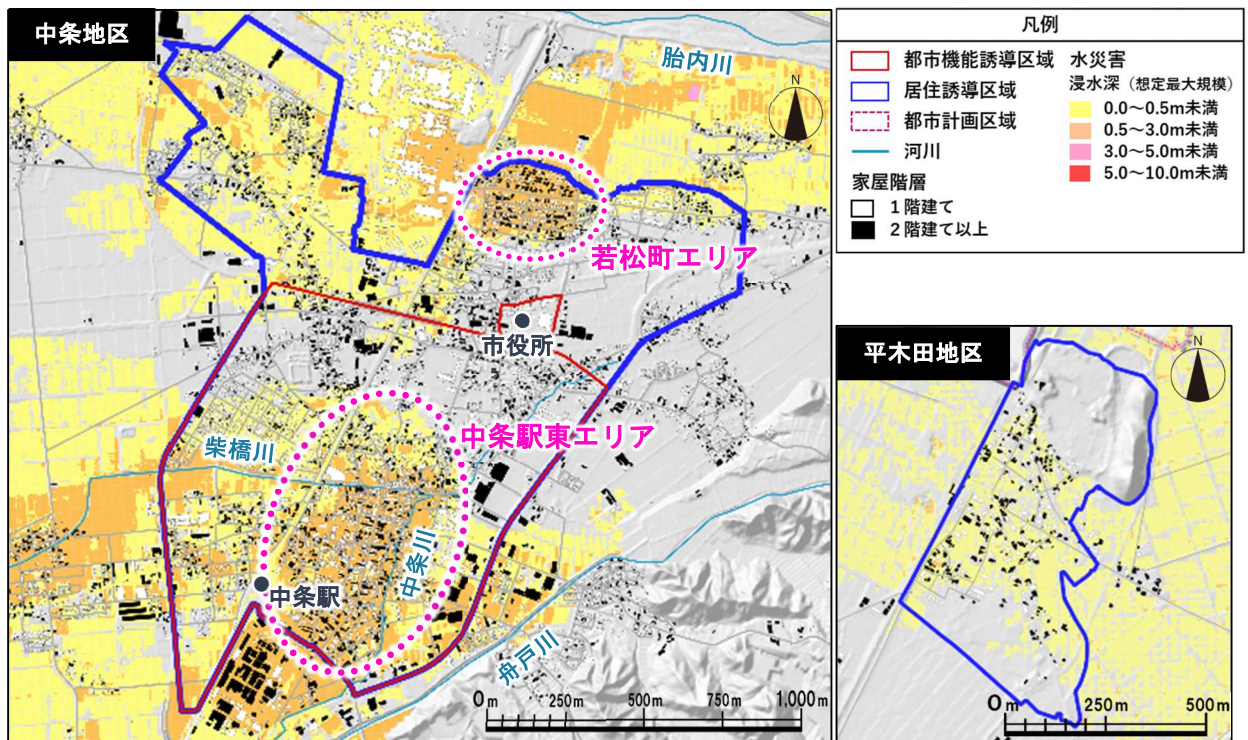 中条地区
胎内川
N
若松町エリア
市役所
中条駅東エリア
柴橋川
中条川
中条駅
舟戸川
0m 250m 500m 750m 1,000m
凡例
都市機能誘導区域
居住誘導区域
都市計画区域
河川
家屋階層
1階建て
2階建て以上
水災害
浸水深（想定最大規模）
0.0～0.5m未満
0.5～3.0m未満
3.0～5.0m未満
5.0～10.0m未満
平木田地区
N
0m 250m 500m